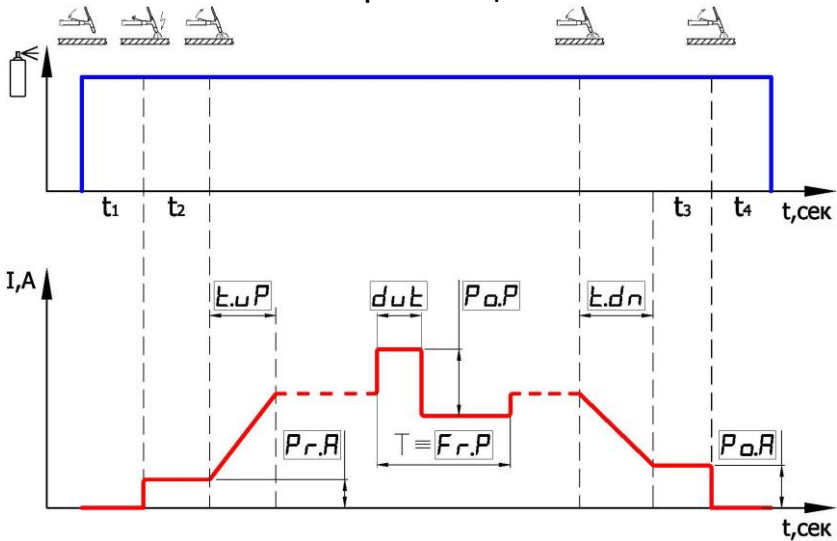 t1 t2 t3 t4 t,сек
I,A
t.uP dut Po.P t.dn
Pr.A T ≡ Fr.P Po.A
t,сек